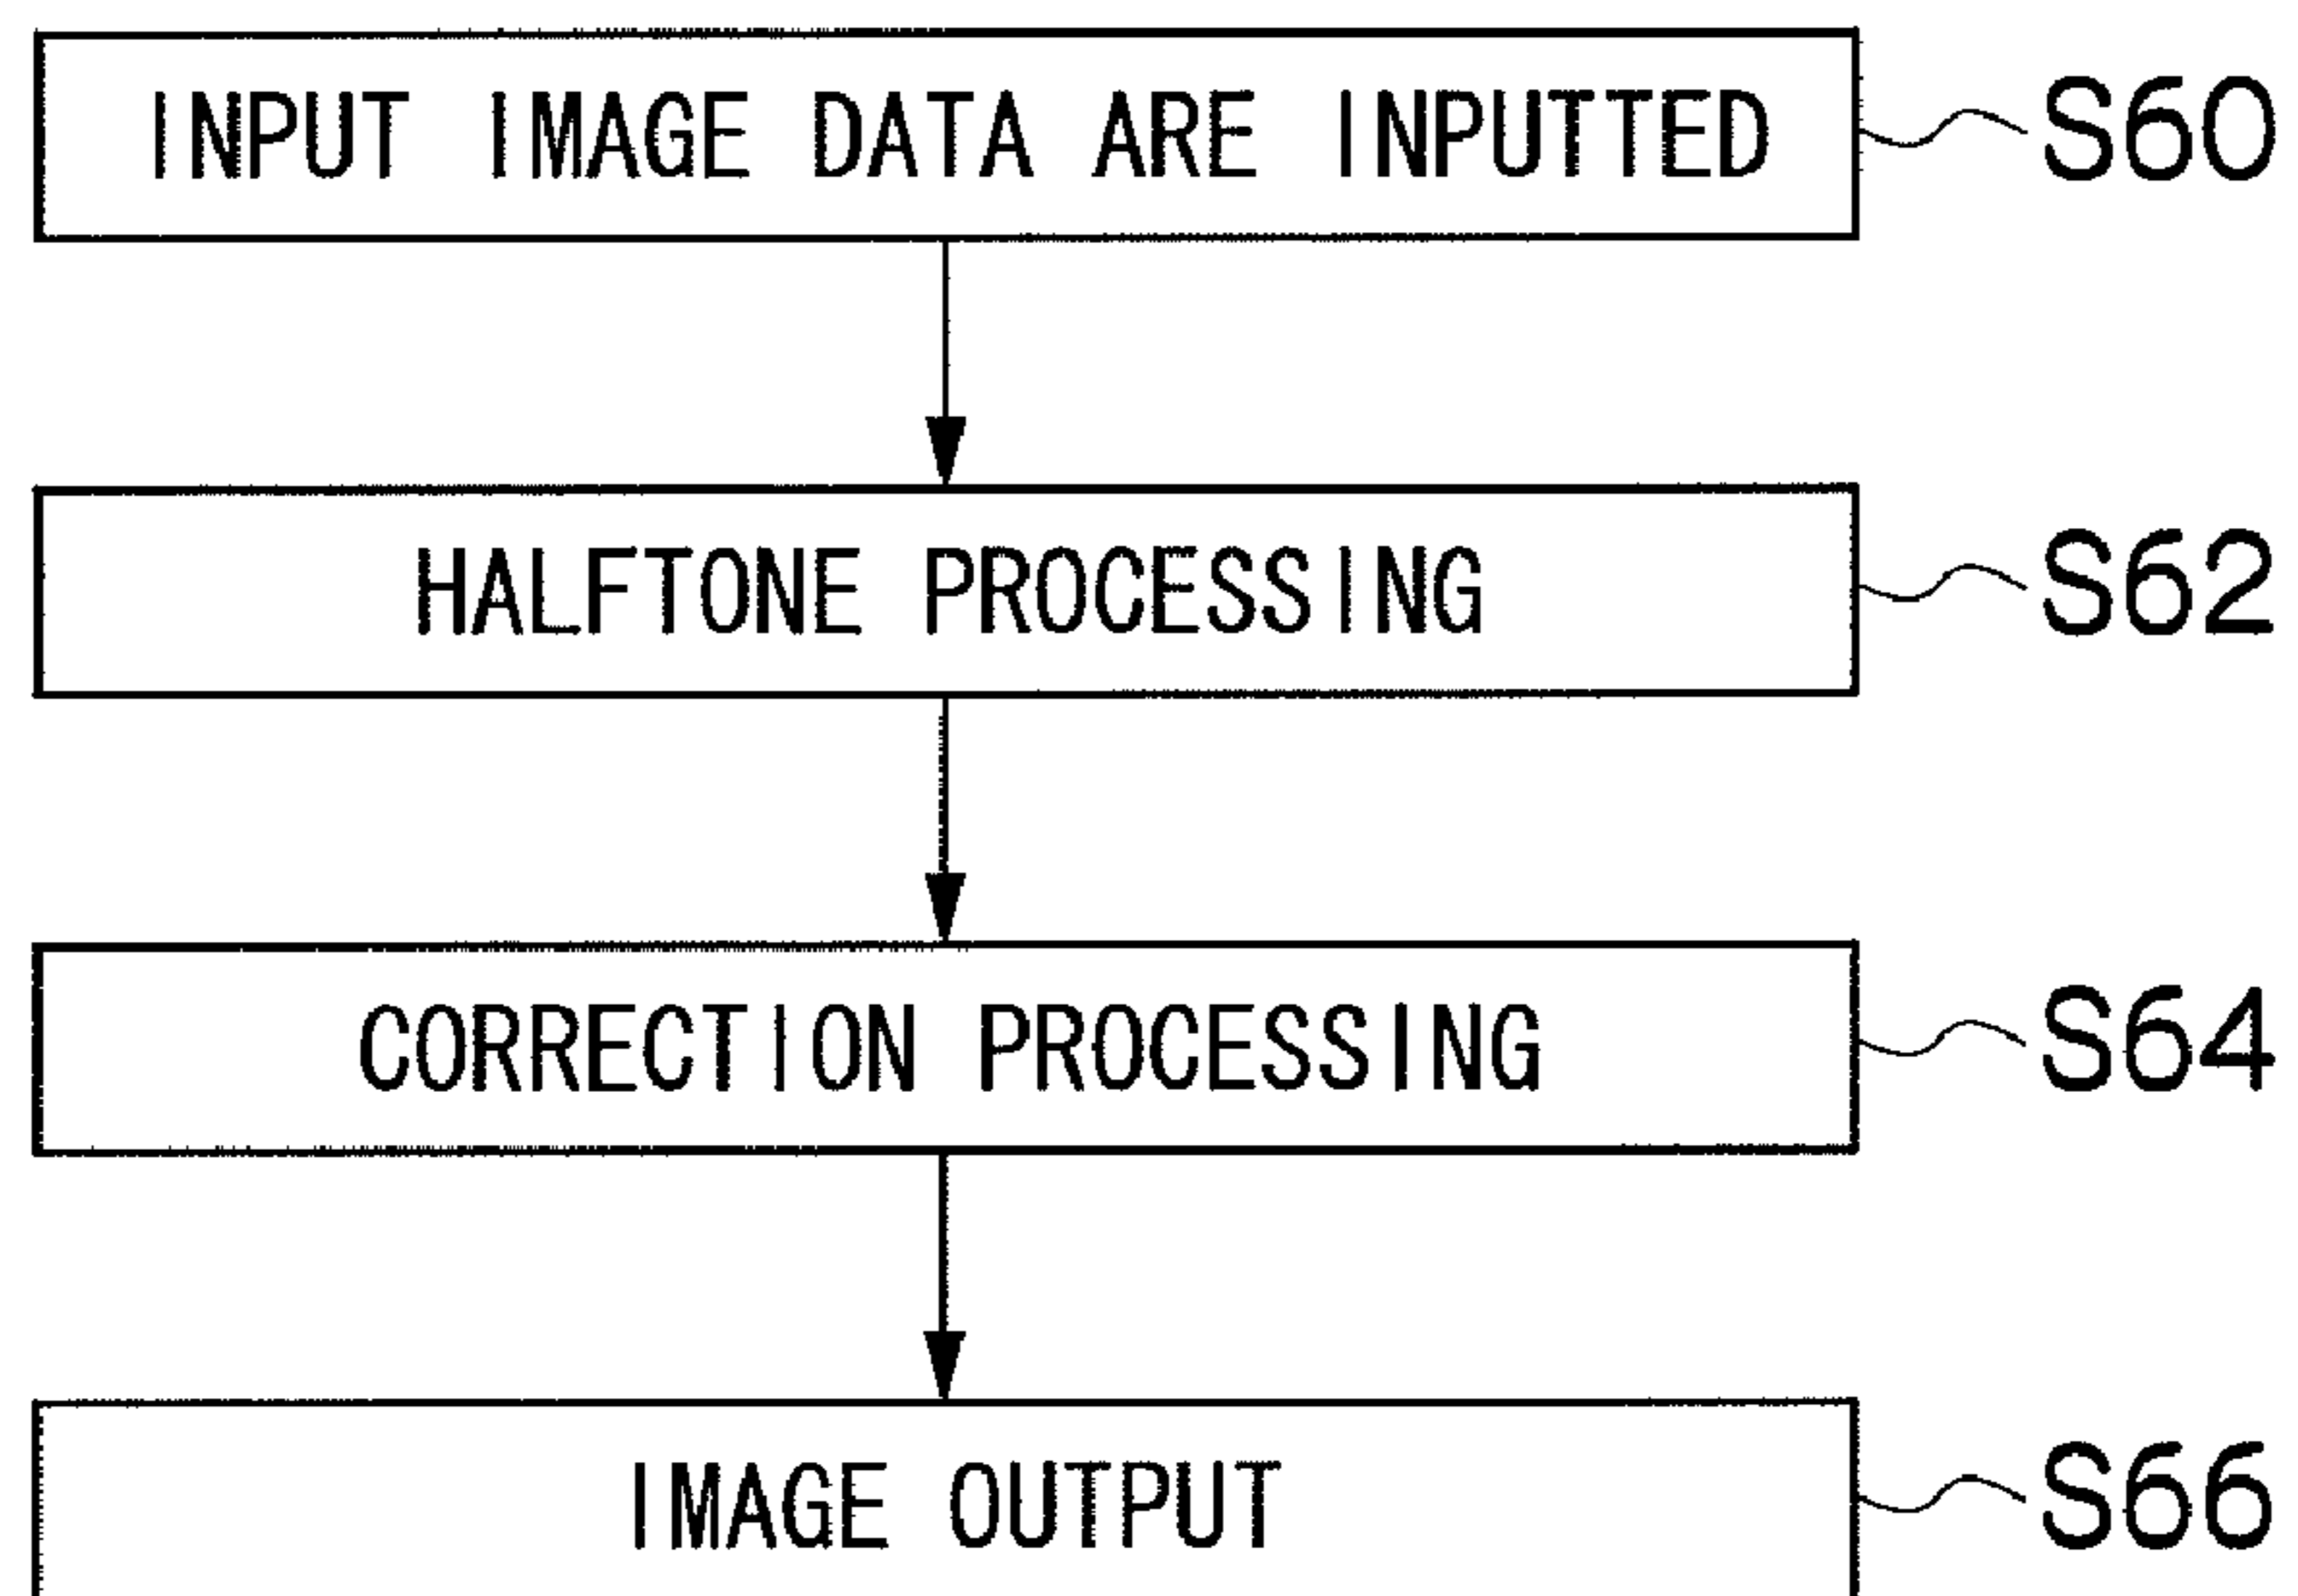 INPUT IMAGE DATA ARE INPUTTED S60
HALFTONE PROCESSING S62
CORRECTION PROCESSING S64
IMAGE OUTPUT S66